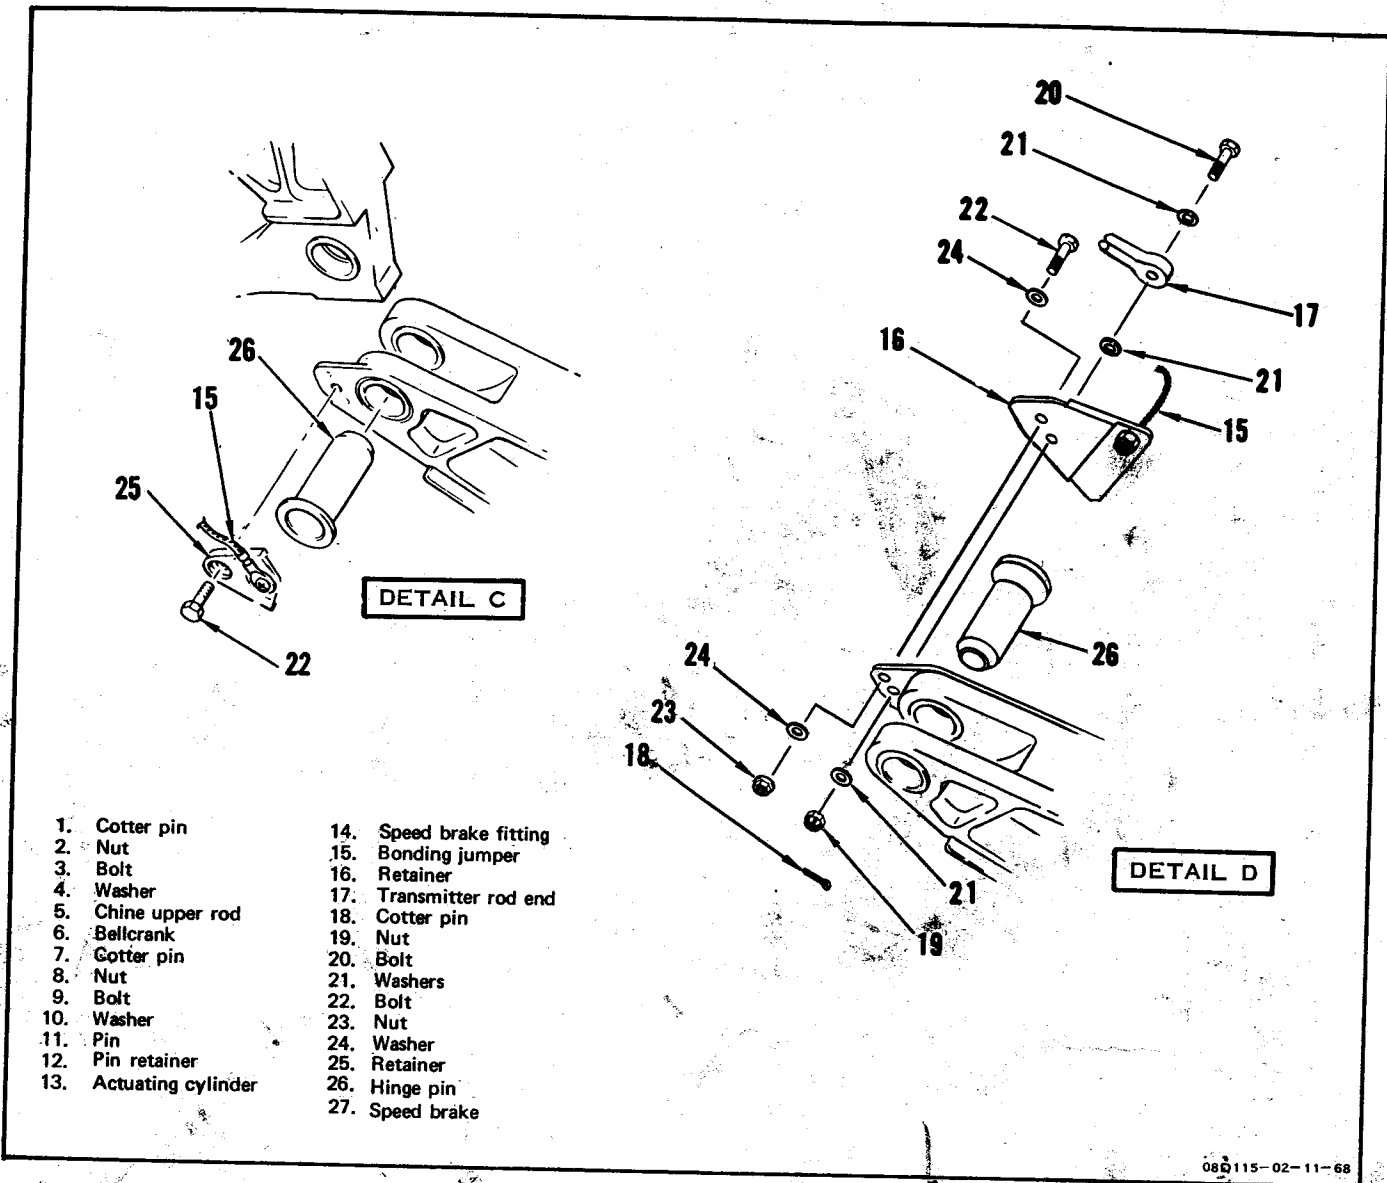 20
21
22
24
17
16
26
21
15
15
25
DETAIL C
26
22
24
23
18
21
DETAIL D
19
1. Cotter pin
2. Nut
3. Bolt
4. Washer
5. Chine upper rod
6. Bellcrank
7. Cotter pin
8. Nut
9. Bolt
10. Washer
11. Pin
12. Pin retainer
13. Actuating cylinder
14. Speed brake fitting
15. Bonding jumper
16. Retainer
17. Transmitter rod end
18. Cotter pin
19. Nut
20. Bolt
21. Washers
22. Bolt
23. Nut
24. Washer
25. Retainer
26. Hinge pin
27. Speed brake